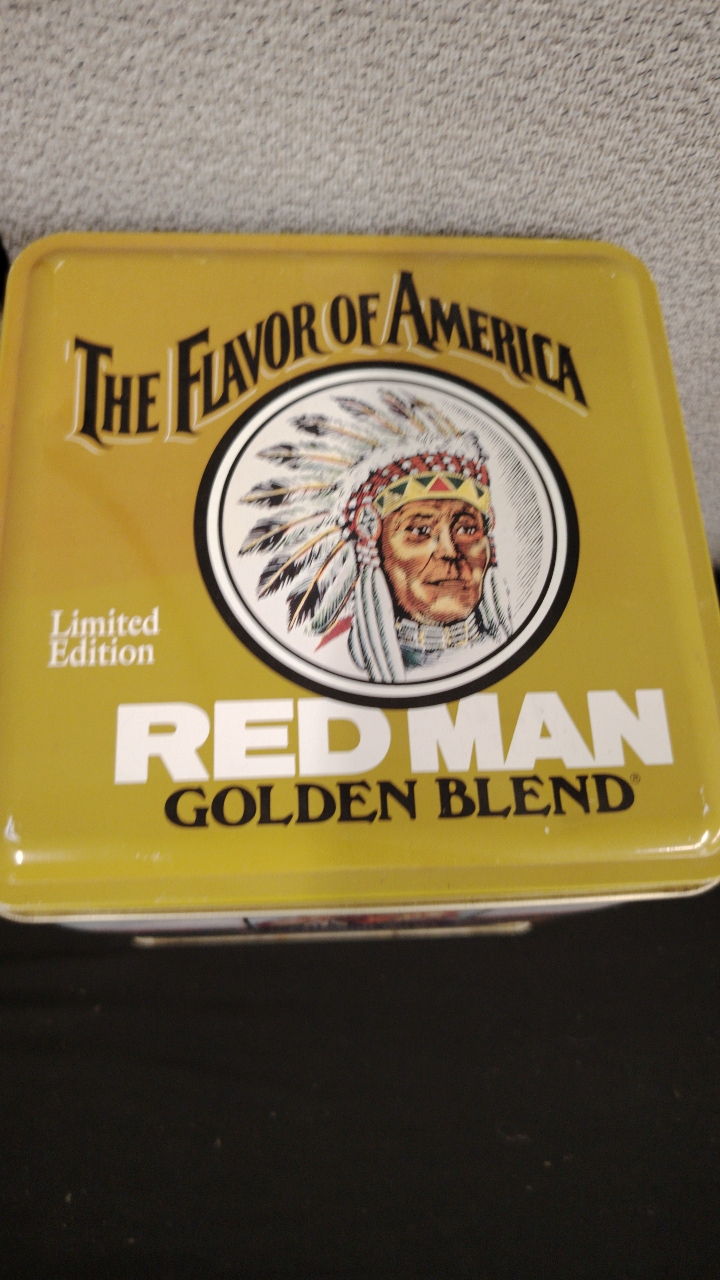 THE FLAVOR OF AMERICA
Limited
Edition
RED MAN
GOLDEN BLEND®